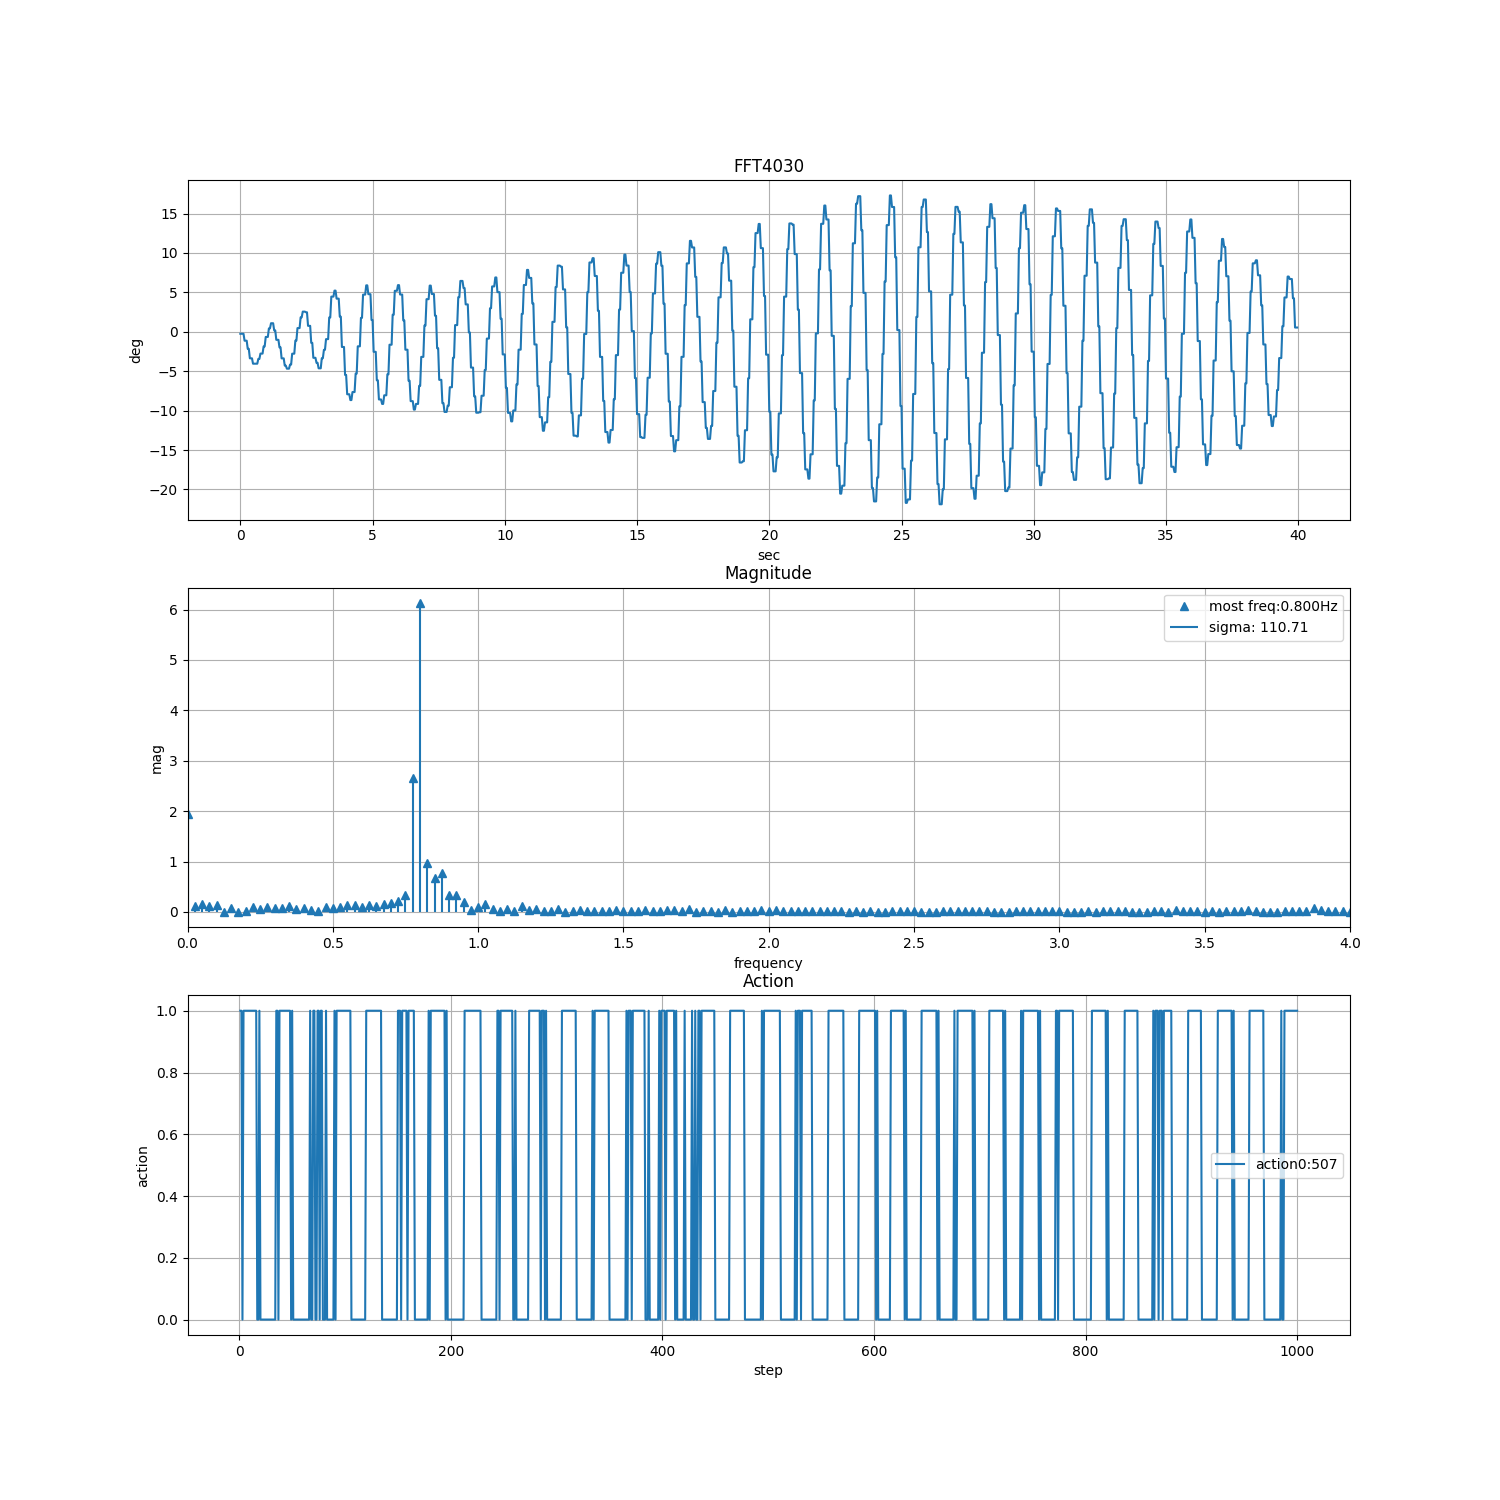 FFT4030
15
10
5
0
−5
−10
−15
−20
deg
0 5 10 15 20 25 30 35 40
sec
Magnitude
most freq:0.800Hz
sigma: 110.71
6
5
4
3
2
1
0
mag
0.0 0.5 1.0 1.5 2.0 2.5 3.0 3.5 4.0
frequency
Action
1.0
0.8
0.6
0.4
0.2
0.0
action
action0:507
0 200 400 600 800 1000
step